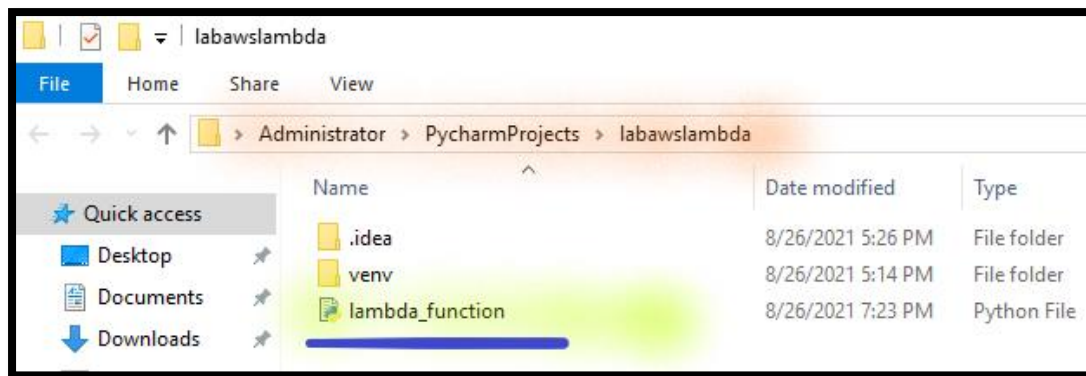 labawslambda
File Home Share View
Administrator > PycharmProjects > labawslambda
Name Date modified Type
Quick access
.idea 8/26/2021 5:26 PM File folder
Desktop
venv 8/26/2021 5:14 PM File folder
Documents
lambda_function 8/26/2021 7:23 PM Python File
Downloads